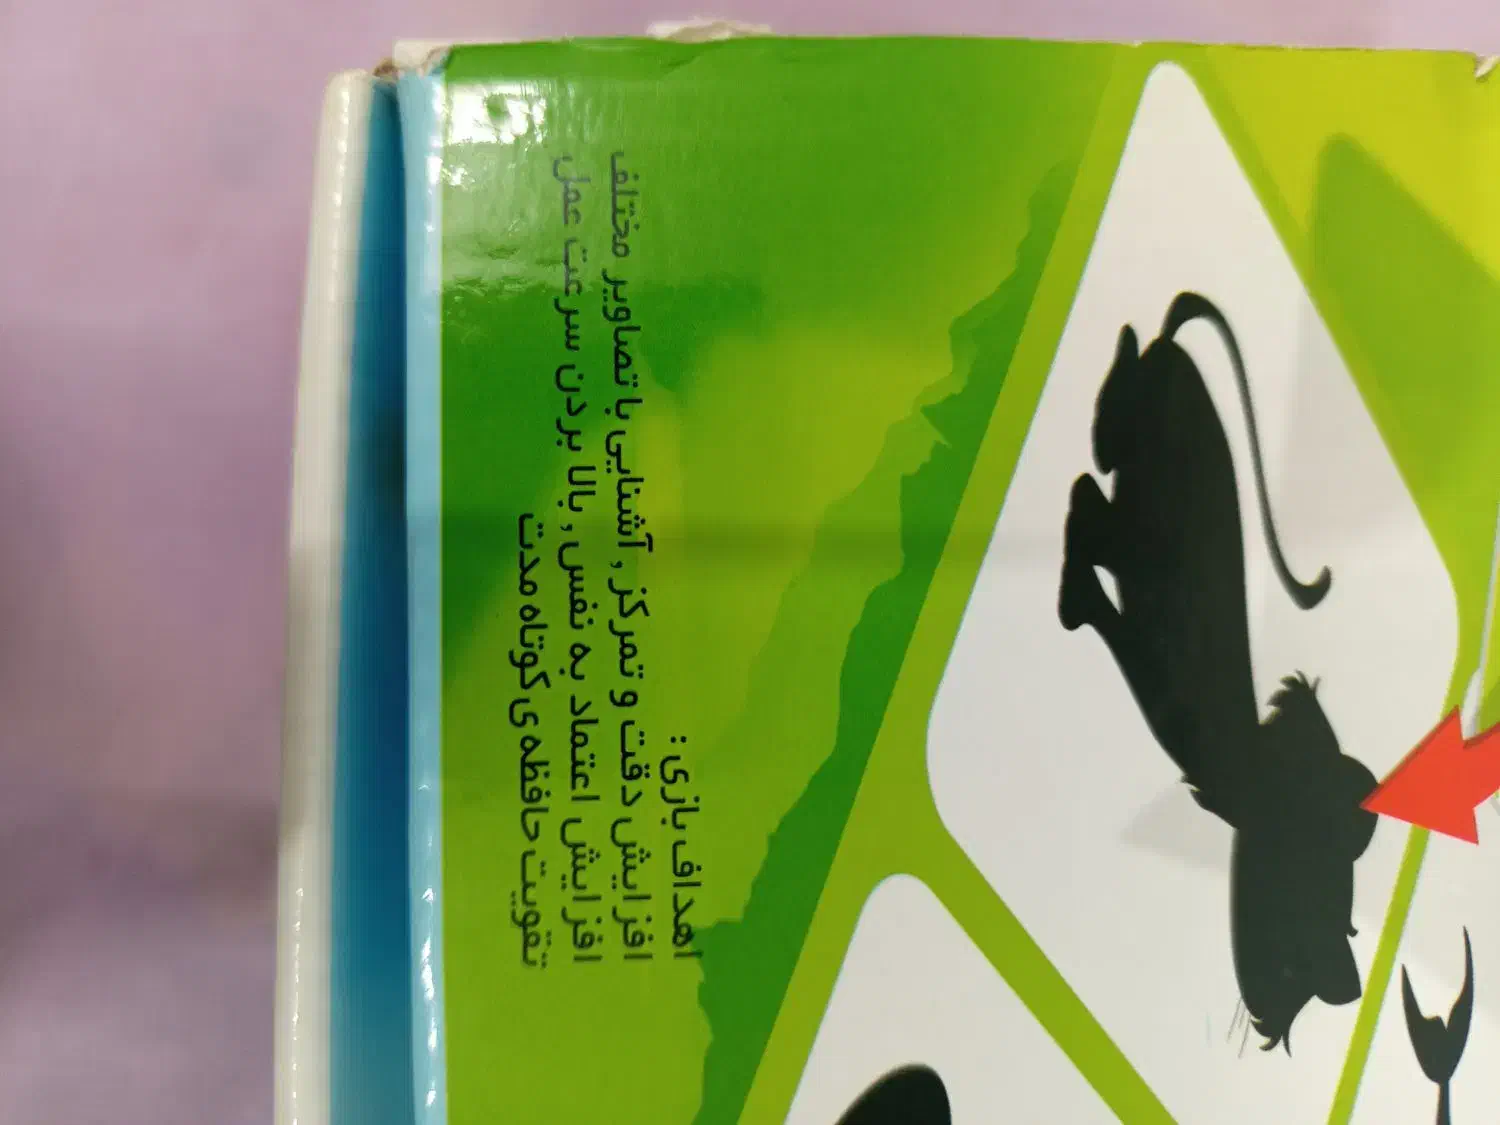 اهداف بازی :
افزایش دقت و تمرکز , آشنایی با تصاویر مختلف
افزایش اعتماد به نفس , بالا بردن سرعت عمل
تقویت حافظه ی کوتاه مدت